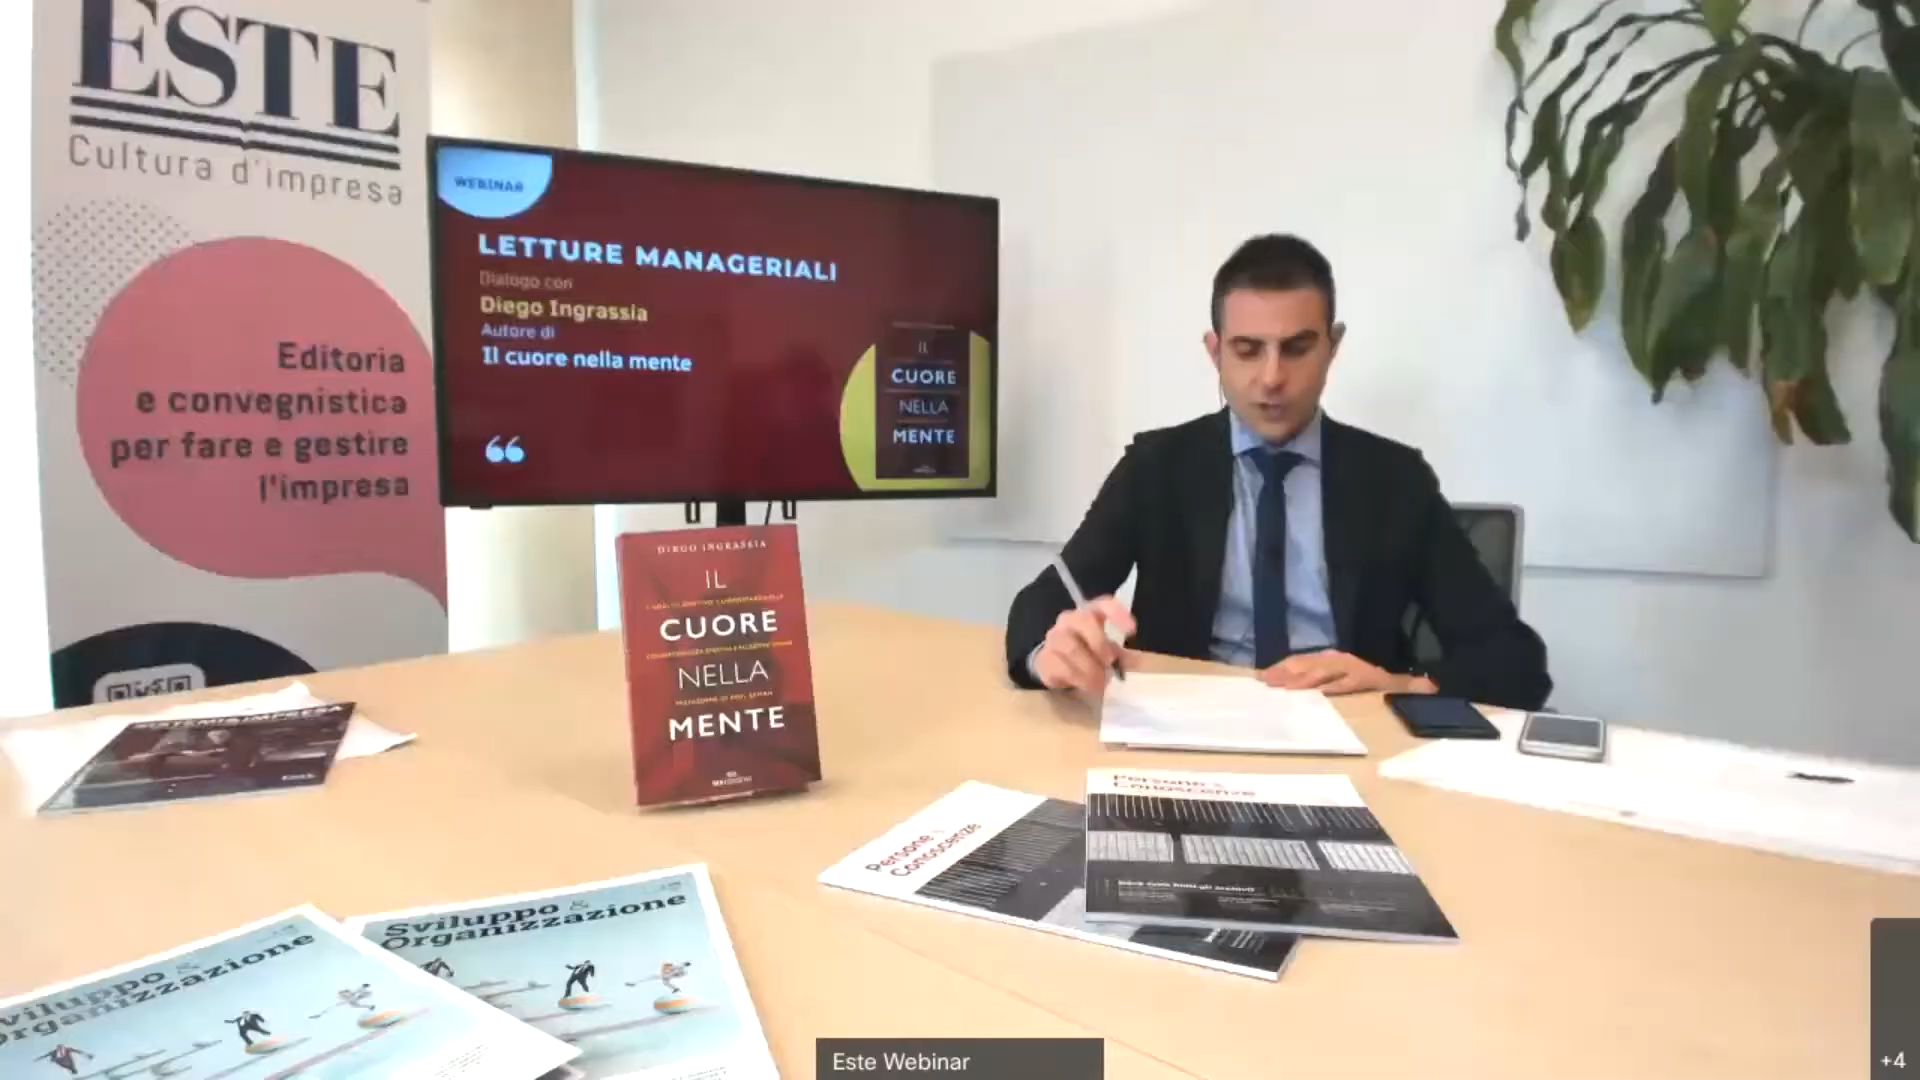 ESTE
Cultura d'impresa
Editoria
e convegnistica
per fare e gestire
l'impresa
WEBINAR
LETTURE MANAGERIALI
Dialogo con
Diego Ingrassia
Autore di
Il cuore nella mente
IL
CUORE
NELLA
MENTE
DIEGO INGRASSIA
IL
CUORE
NELLA
MENTE
SISTEMI&IMPRESA
Persone &
Conoscenze
Persone &
Conoscenze
Sviluppo &
Organizzazione
Sviluppo &
Organizzazione
Este Webinar
+4